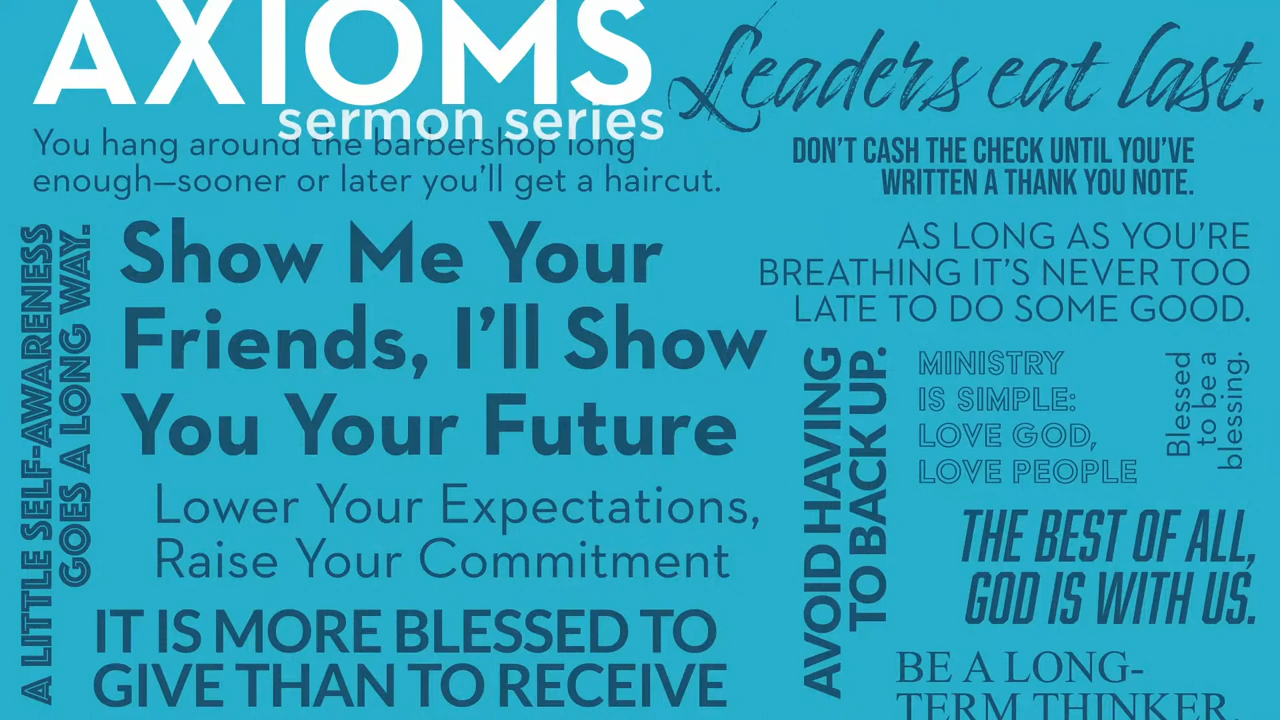 AXIOMS
sermon series
Leaders eat last.
You hang around the barbershop long
enough—sooner or later you'll get a haircut.
DON'T CASH THE CHECK UNTIL YOU'VE
WRITTEN A THANK YOU NOTE.
A LITTLE SELF-AWARENESS
GOES A LONG WAY.
Show Me Your
Friends, I'll Show
You Your Future
AS LONG AS YOU'RE
BREATHING IT'S NEVER TOO
LATE TO DO SOME GOOD.
AVOID HAVING
TO BACK UP.
MINISTRY
IS SIMPLE:
LOVE GOD,
LOVE PEOPLE
Blessed
to be a
blessing.
Lower Your Expectations,
Raise Your Commitment
THE BEST OF ALL,
GOD IS WITH US.
IT IS MORE BLESSED TO
GIVE THAN TO RECEIVE
BE A LONG-
TERM THINKER.